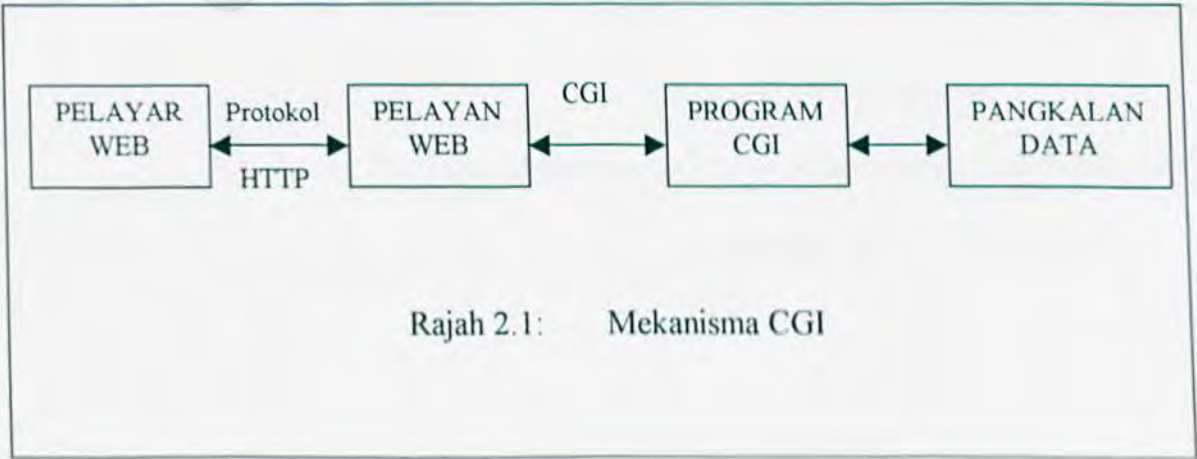 PELAYAR
WEB
Protokol
HTTP
PELAYAN
WEB
CGI
PROGRAM
CGI
PANGKALAN
DATA
Rajah 2.1: Mekanisma CGI